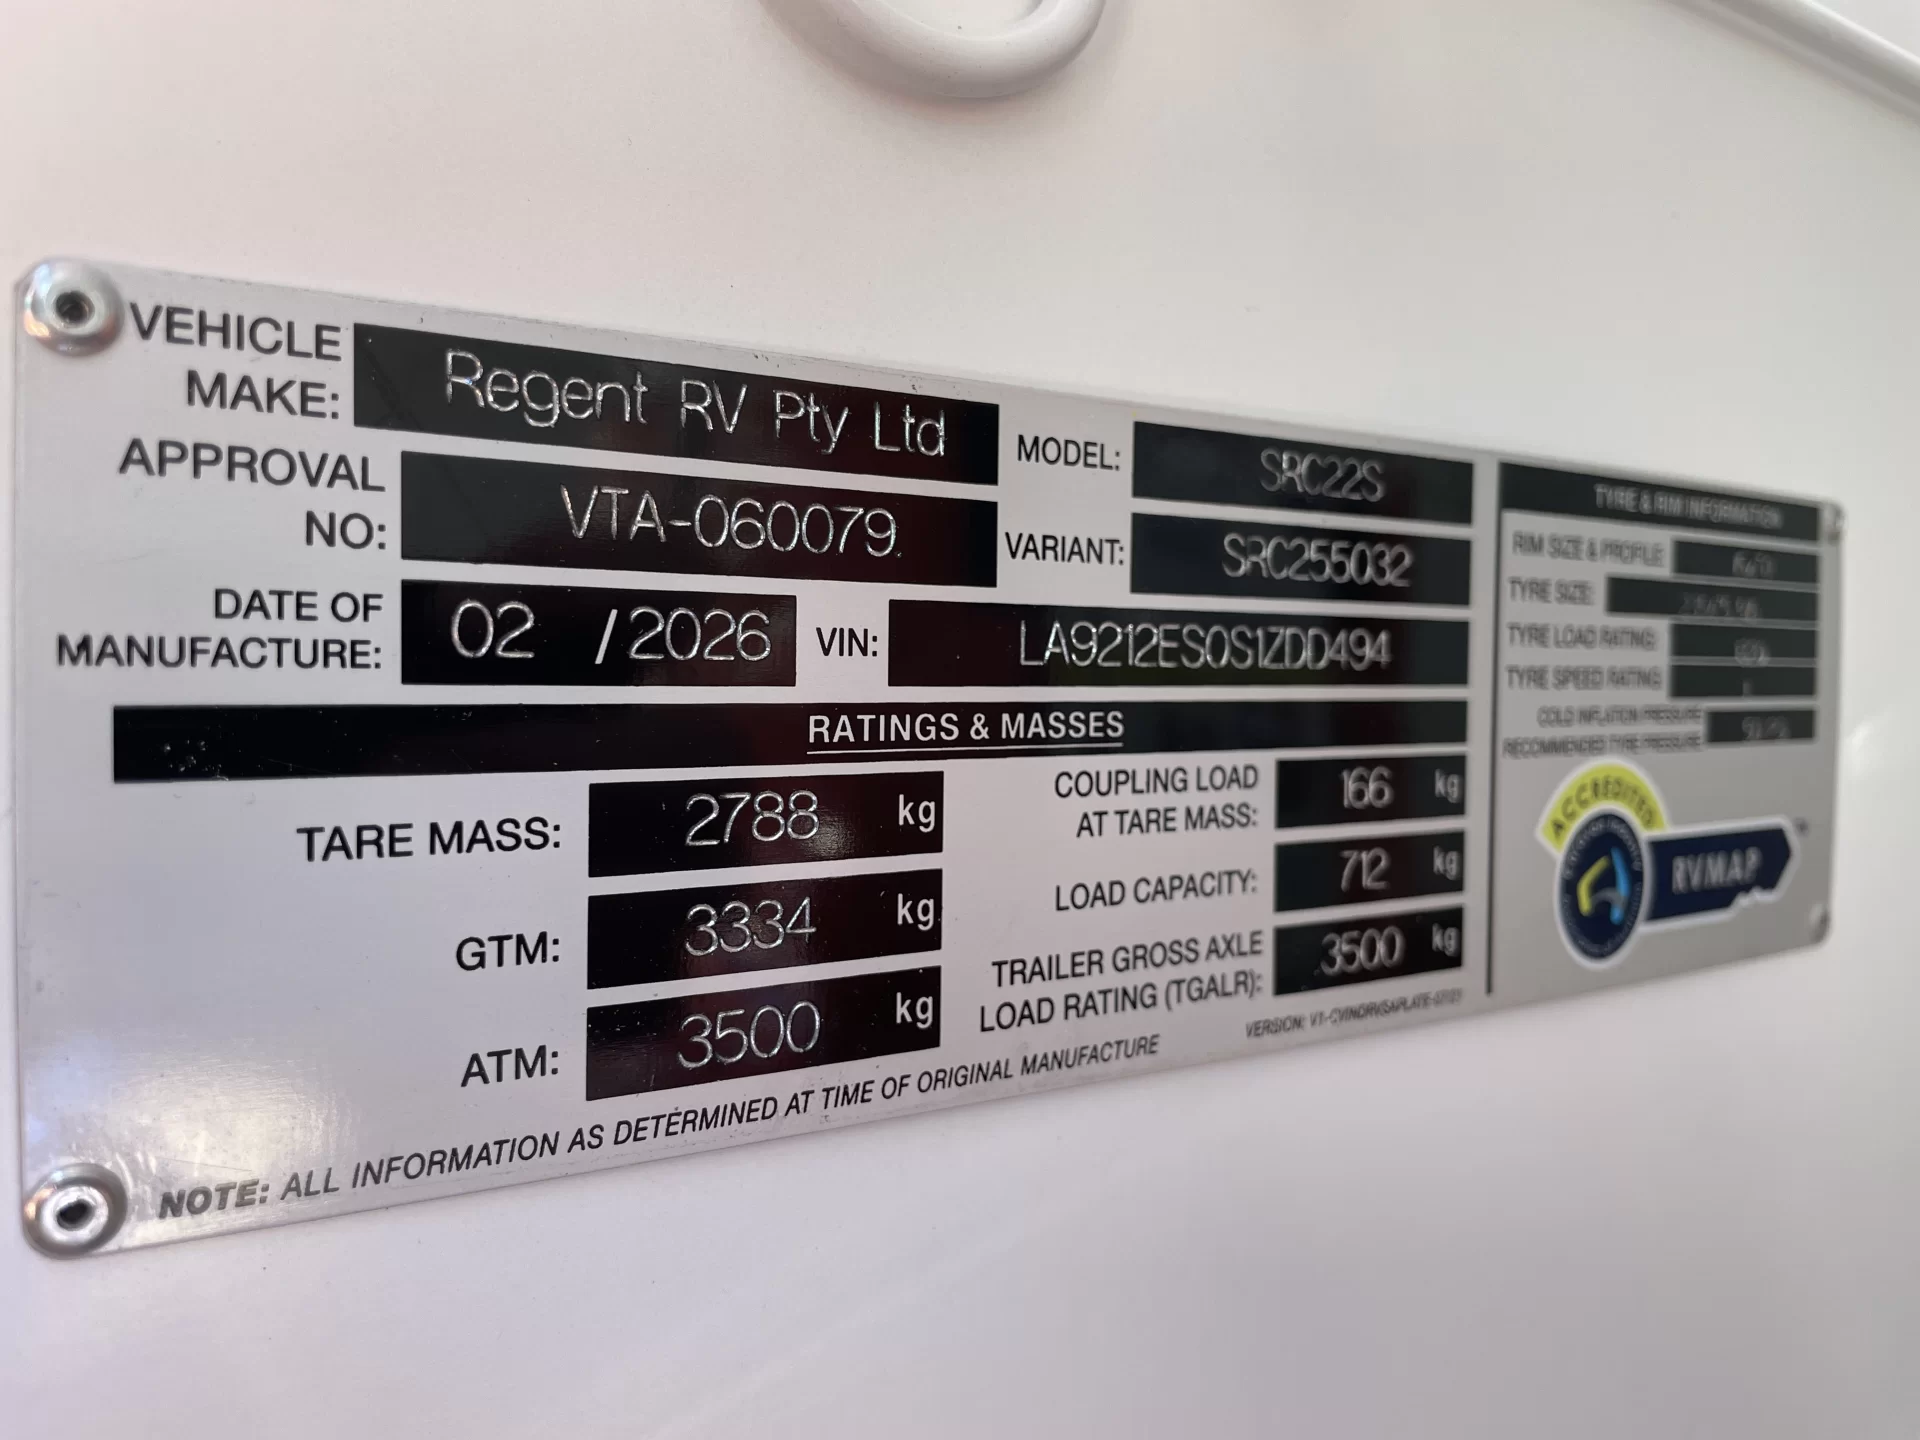 VEHICLE MAKE: Regent RV Pty Ltd
APPROVAL NO: VTA-060079
DATE OF MANUFACTURE: 02 /2026
MODEL: SRC22S
VARIANT: SRC255032
VIN: LA9212ES0S1ZDD494
RATINGS & MASSES
TARE MASS: 2788 kg
GTM: 3334 kg
ATM: 3500 kg
COUPLING LOAD AT TARE MASS: 166 kg
LOAD CAPACITY: 712 kg
TRAILER GROSS AXLE LOAD RATING (TGALR): 3500 kg
NOTE: ALL INFORMATION AS DETERMINED AT TIME OF ORIGINAL MANUFACTURE
VERSION:
TYRE & RIM INFORMATION
RIM SIZE & PROFILE:
TYRE SIZE:
TYRE LOAD RATING:
TYRE SPEED RATING:
COLD INFLATION PRESSURE
RECOMMENDED TYRE PRESSURE
ACCREDITED
RVMAP